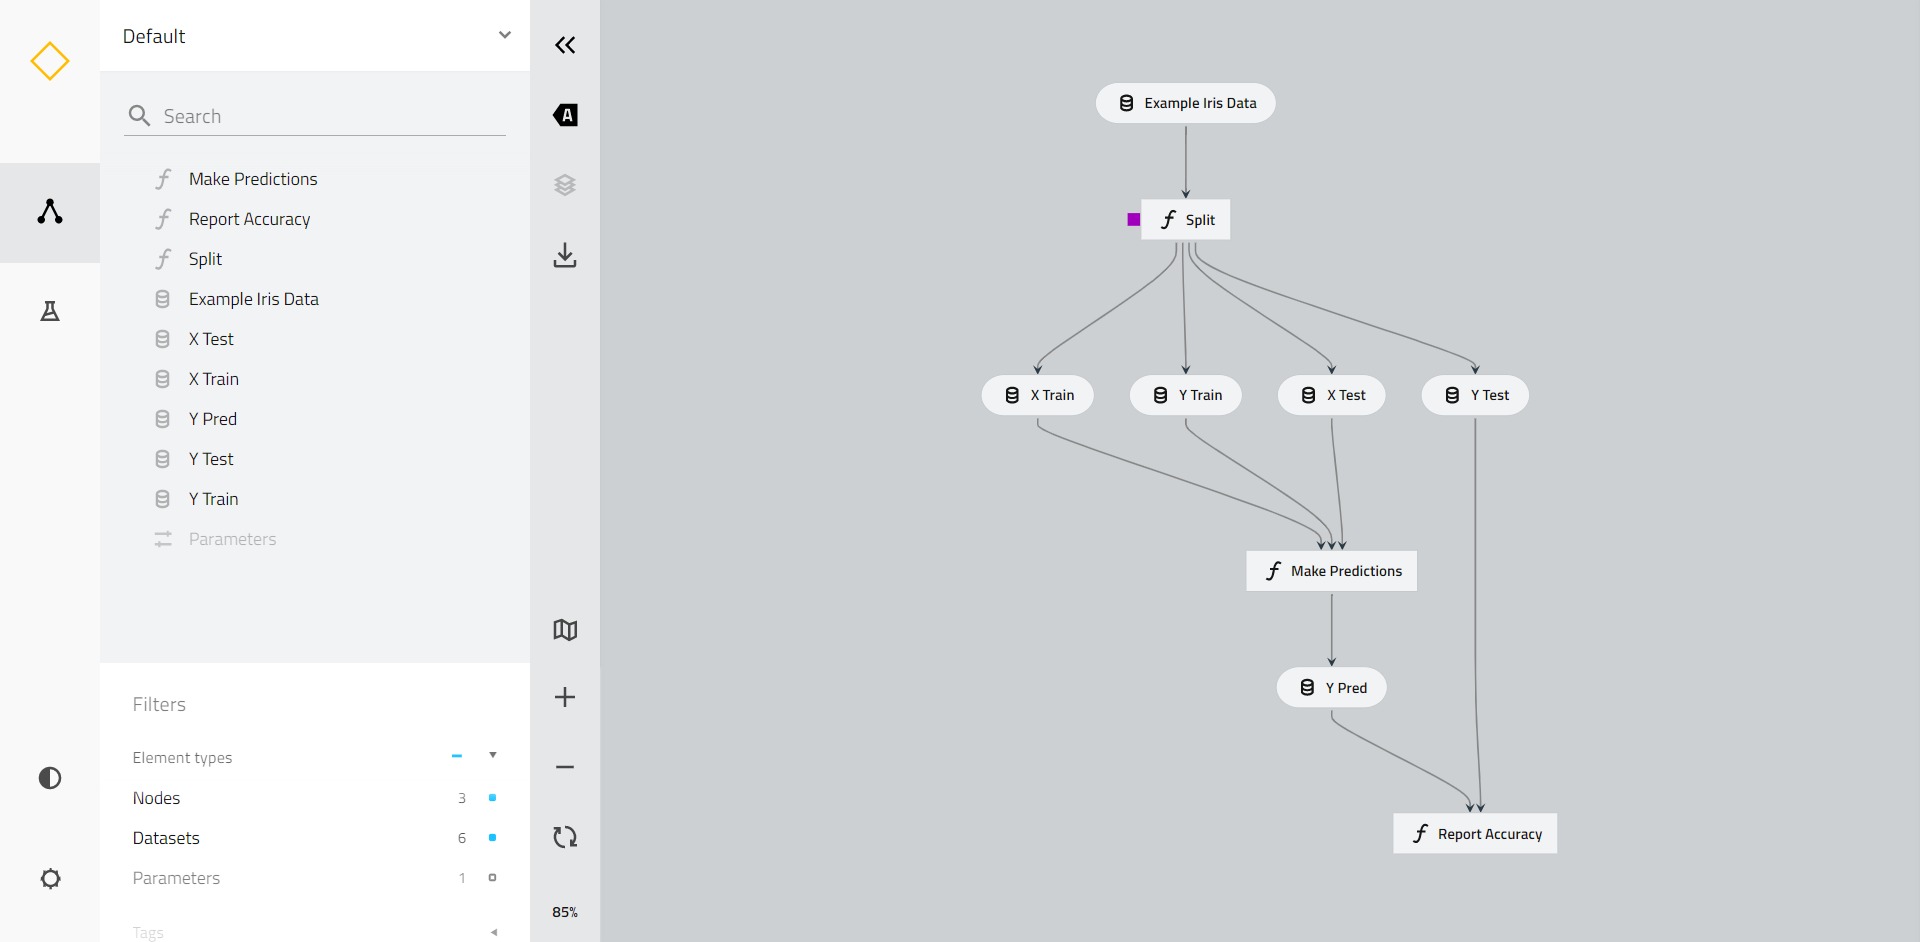 Default
Search
Make Predictions
Report Accuracy
Split
Example Iris Data
X Test
X Train
Y Pred
Y Test
Y Train
Parameters
Filters
Element types
Nodes 3
Datasets 6
Parameters 1
Tags
A
85%
Example Iris Data
Split
X Train
Y Train
X Test
Y Test
Make Predictions
Y Pred
Report Accuracy